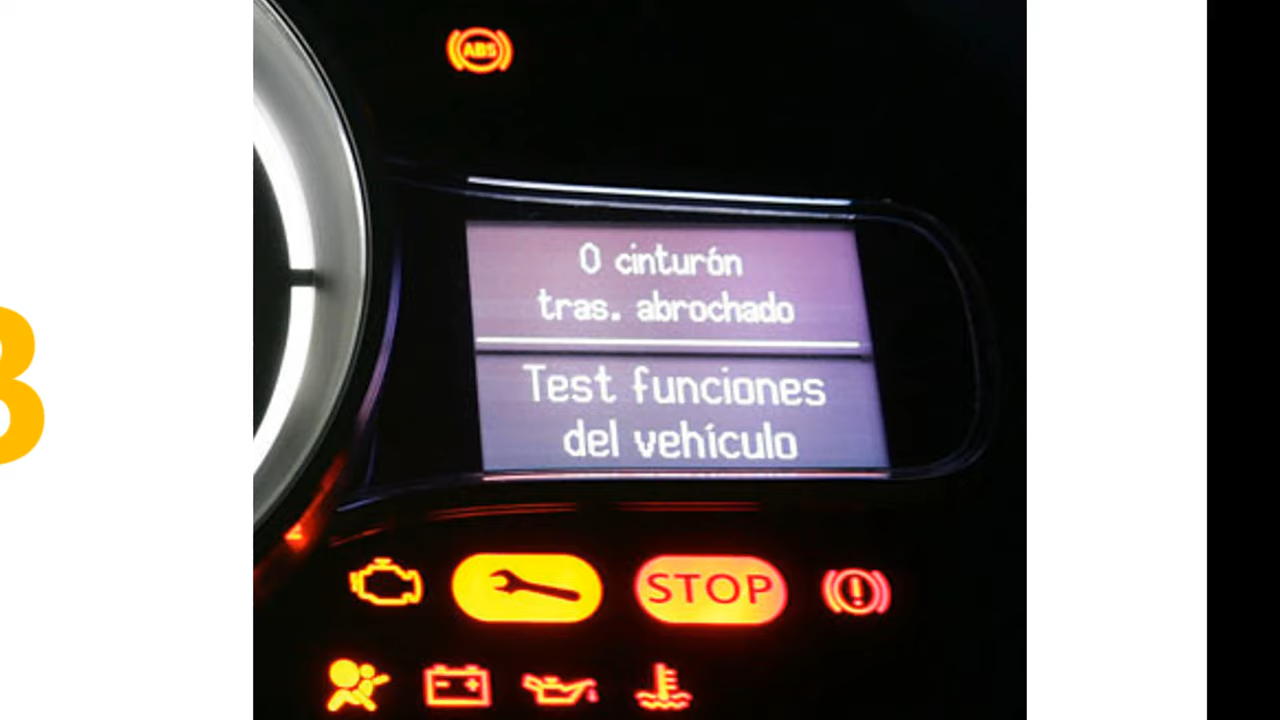 ABS
0 cinturón
tras. abrochado
Test funciones
del vehículo
STOP